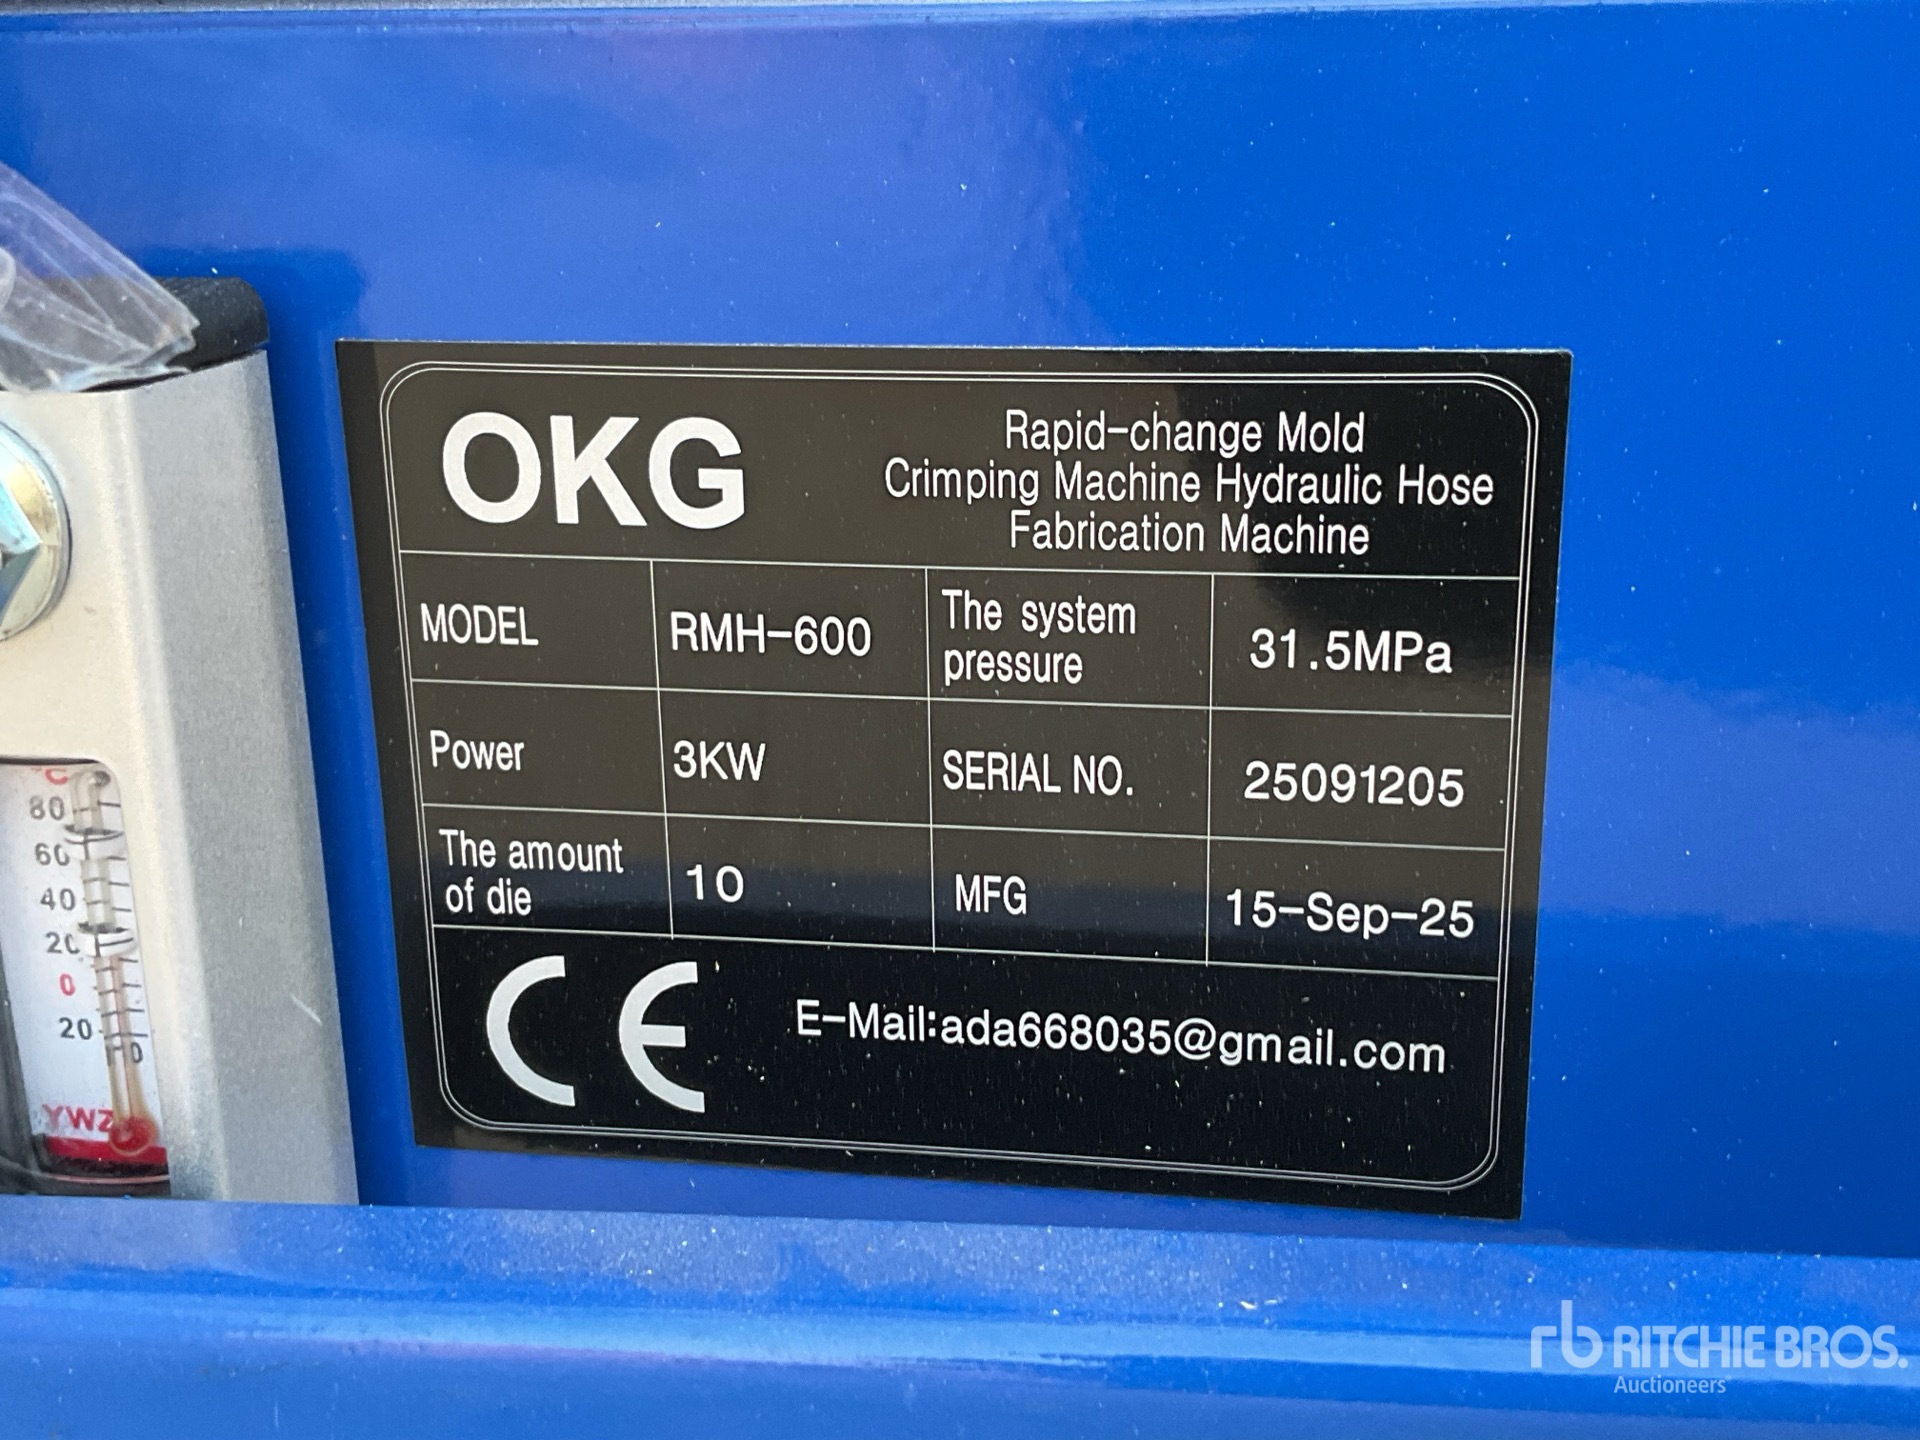 OKG
Rapid-change Mold
Crimping Machine Hydraulic Hose
Fabrication Machine
MODEL RMH-600 The system pressure 31.5MPa
Power 3KW SERIAL NO. 25091205
The amount of die 10 MFG 15-Sep-25
CE E-Mail:ada668035@gmail.com
°C
80
60
40
20
0
20
YWZ
rb RITCHIE BROS.
Auctioneers